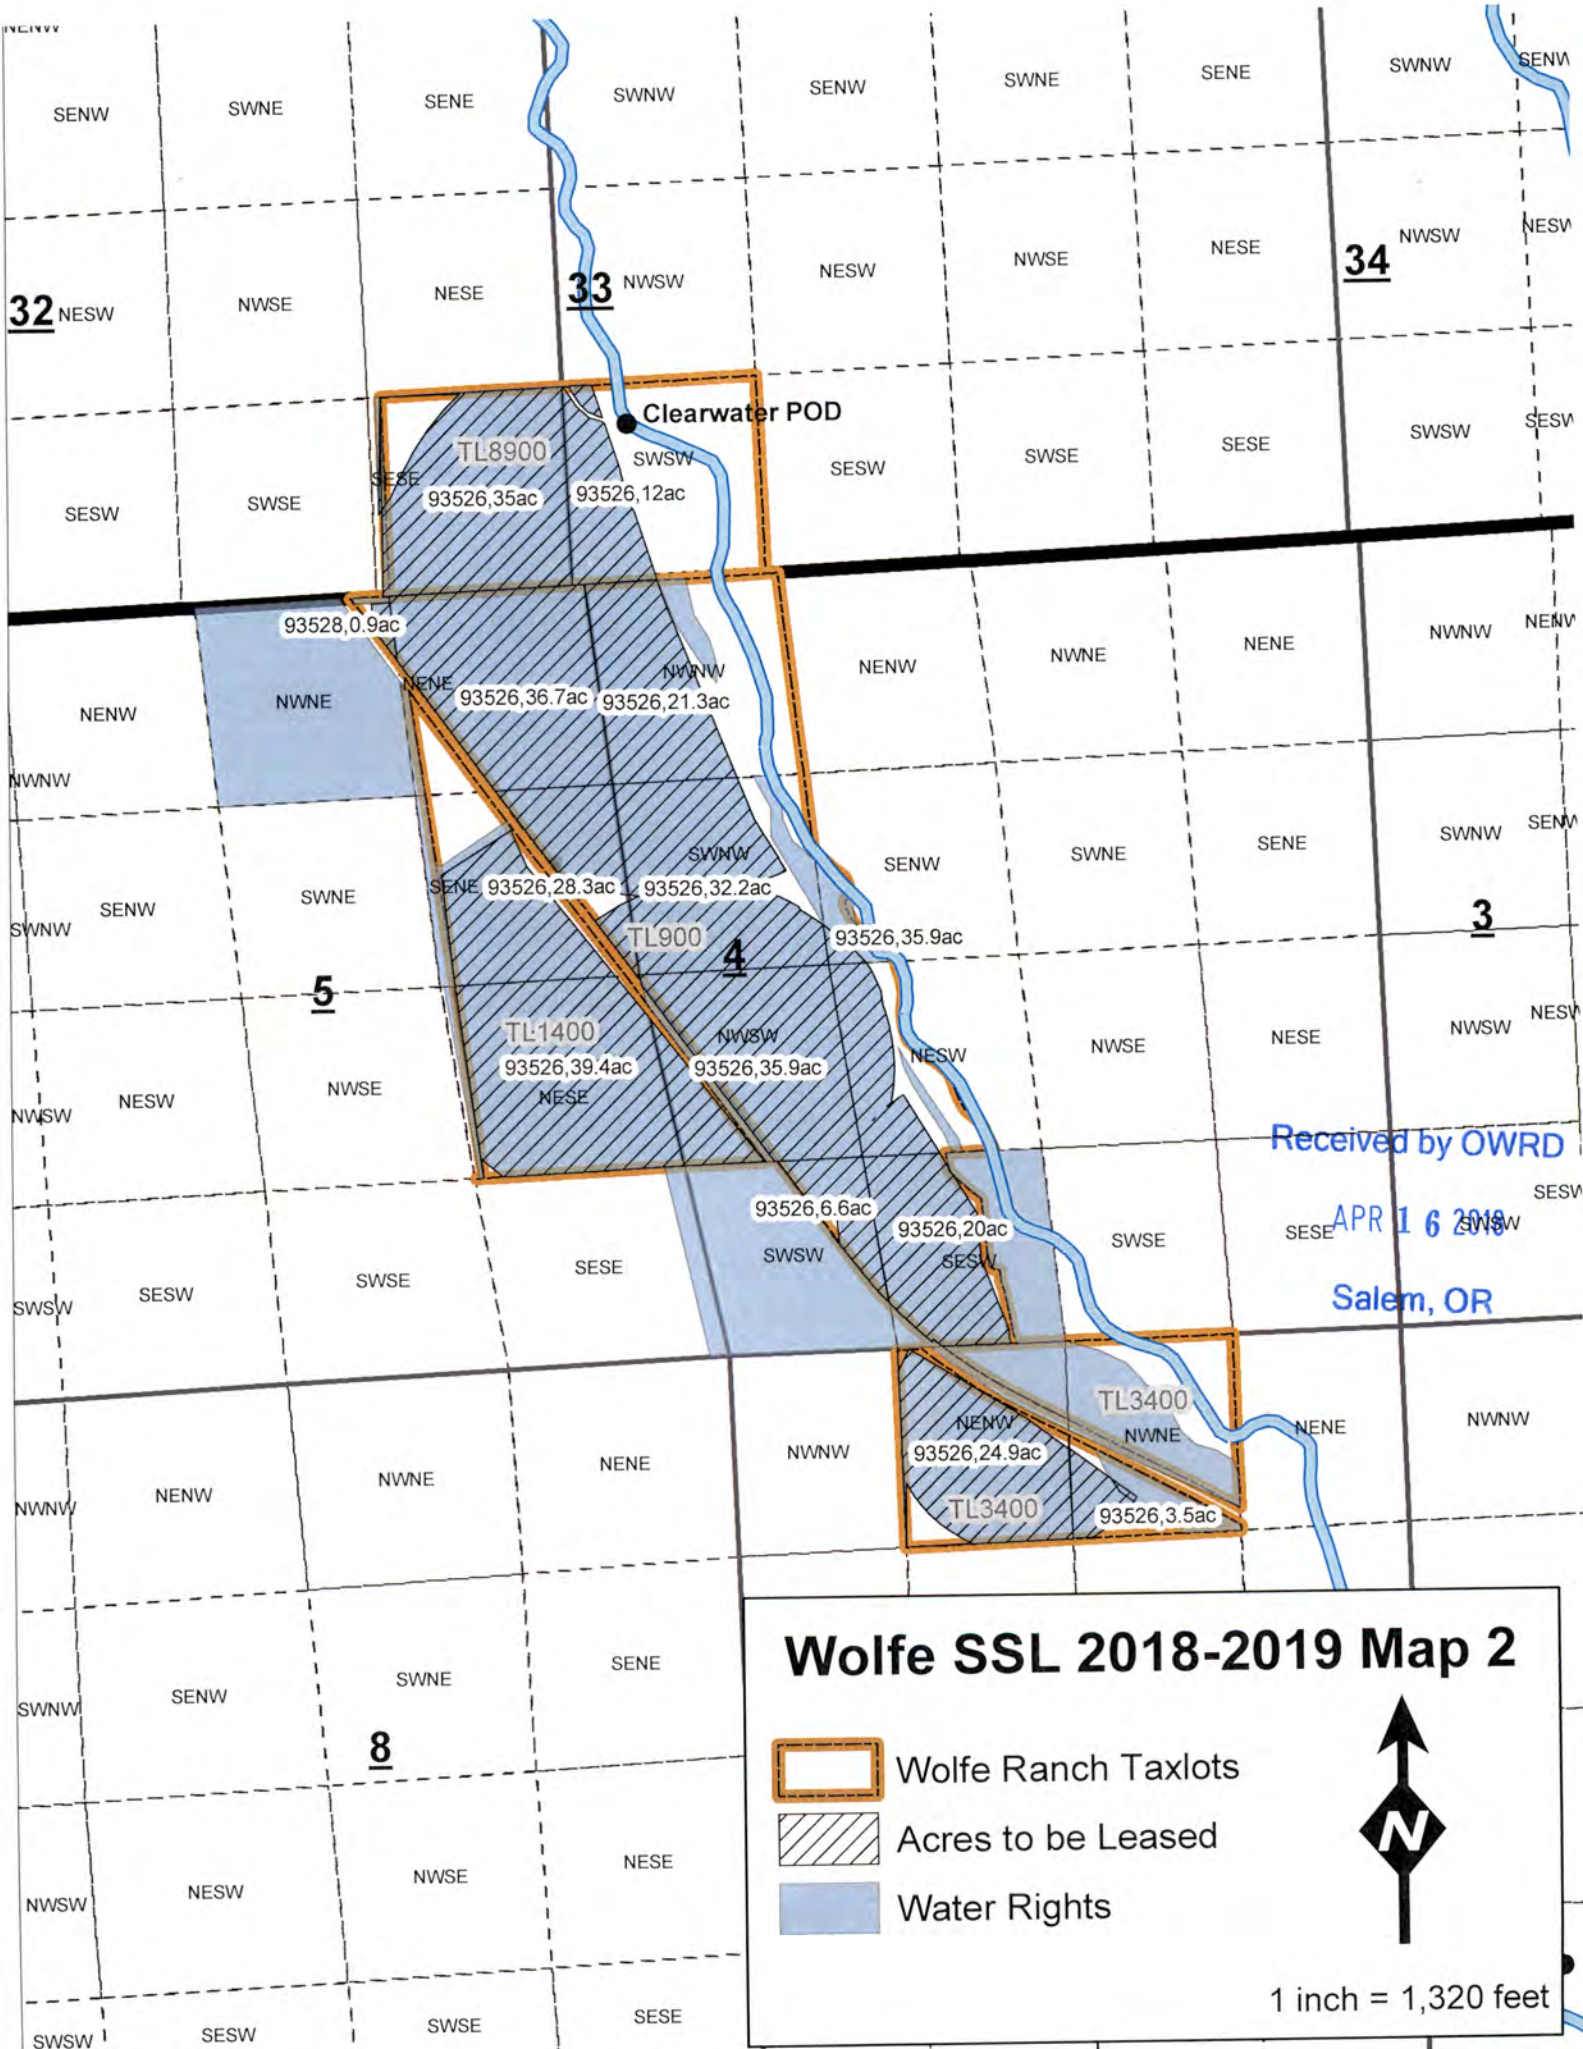 NENW
SENW SWNE SENE SWNW SENW SWNE SENE SWNW SENW
32 NESW NWSE NESE 33 NWSW NESW NWSE NESE 34 NWSW NESW
Clearwater POD
TL8900
SESE
93526,35ac
SWSW
93526,12ac
SESW SWSE SESW SWSE SESE SWSW SESW
93528,0.9ac
NENW NWNE NENE
93526,36.7ac
NWNW
93526,21.3ac
NENW NWNE NENE NWNW NENW
NWNW
SWNW SENW SWNE SENE
93526,28.3ac
SWNW
93526,32.2ac
SENW SWNE SENE SWNW SENW
TL900
4
93526,35.9ac
3
5
TL1400
93526,39.4ac
NESE
NWSW
93526,35.9ac
NESW NWSE NESE NWSW NESW
NWSW NESW NWSE
Received by OWRD
APR 16 2018
Salem, OR
93526,6.6ac
SWSW
93526,20ac
SESW
SWSE SESE SWSW SESW
SWSW SESW SWSE SESE
TL3400
NENW
NWNE
93526,24.9ac
TL3400
93526,3.5ac
NENE NWNW
NWNW NENW NWNE NENE NWNW
SWNW SENW SWNE SENE
8
NWSW NESW NWSE NESE
SWSW SESW SWSE SESE
Wolfe SSL 2018-2019 Map 2
Wolfe Ranch Taxlots
Acres to be Leased
Water Rights
N
1 inch = 1,320 feet